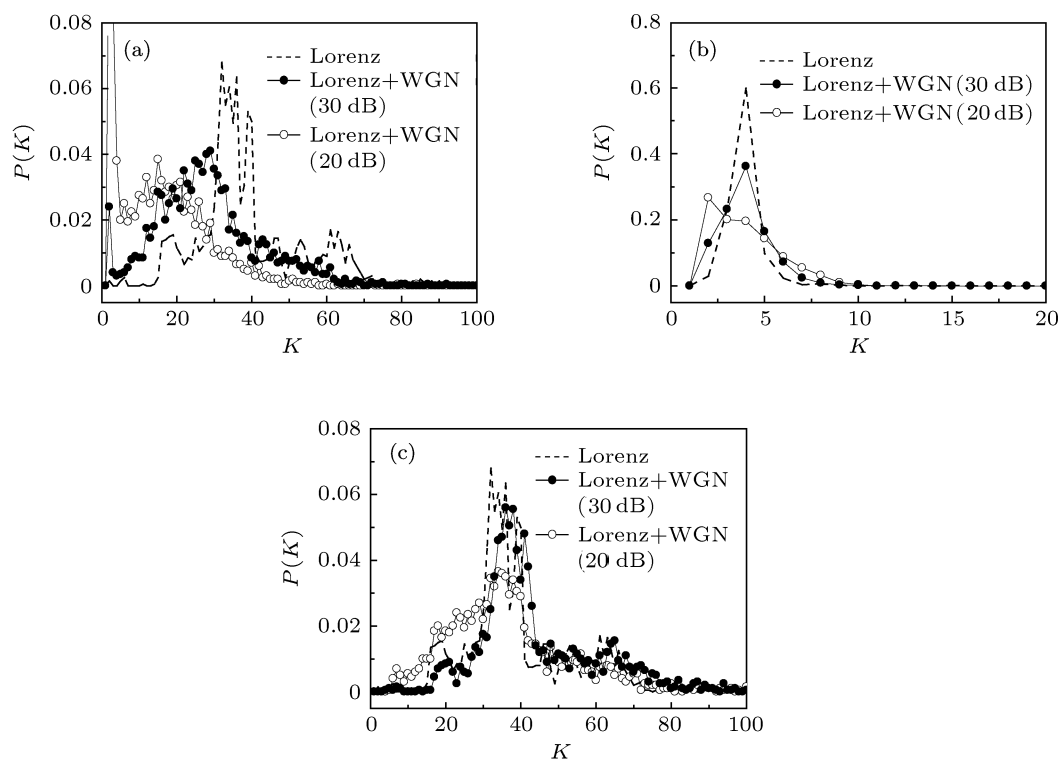 (a)
Lorenz
Lorenz+WGN
(30 dB)
Lorenz+WGN
(20 dB)
0.08
0.06
0.04
0.02
0
P(K)
0 20 40 60 80 100
K
(b)
Lorenz
Lorenz+WGN(30 dB)
Lorenz+WGN(20 dB)
0.8
0.6
0.4
0.2
0
P(K)
0 5 10 15 20
K
(c)
Lorenz
Lorenz+WGN
(30 dB)
Lorenz+WGN
(20 dB)
0.08
0.06
0.04
0.02
0
P(K)
0 20 40 60 80 100
K